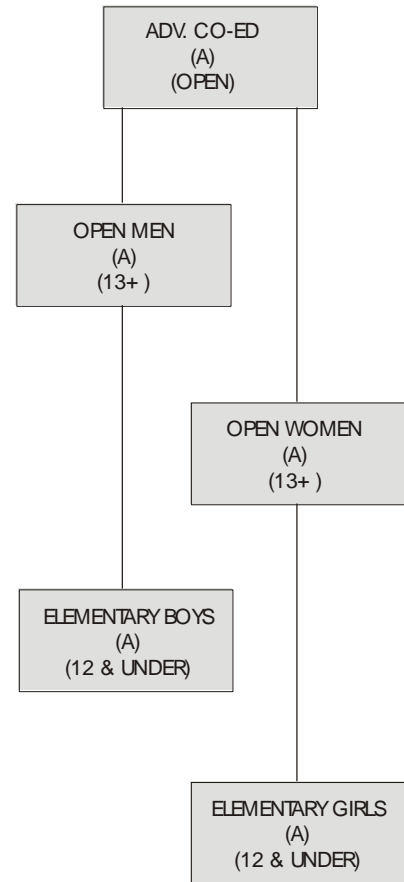 ADV. CO-ED
(A)
(OPEN)
OPEN MEN
(A)
(13+ )
OPEN WOMEN
(A)
(13+ )
ELEMENTARY BOYS
(A)
(12 & UNDER)
ELEMENTARY GIRLS
(A)
(12 & UNDER)